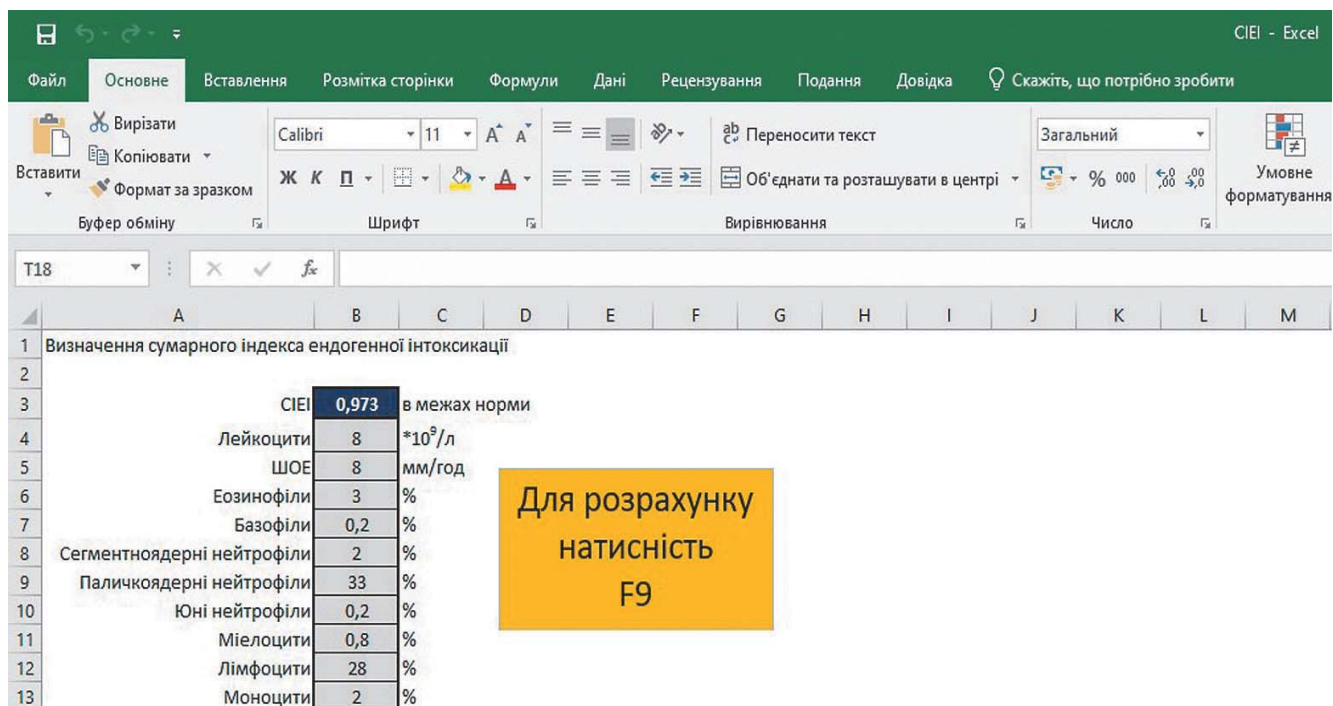 СІЕІ - Excel
Файл Основне Вставлення Розмітка сторінки Формули Дані Рецензування Подання Довідка Скажіть, що потрібно зробити
Вставити
Вирізати
Копіювати
Формат за зразком
Буфер обміну
Calibri 11
Ж К П
Шрифт
Переносити текст
Об'єднати та розташувати в центрі
Вирівнювання
Загальний
% 000
Число
Умовне
форматування
T18 fx
A B C D E F G H I J K L M
1 Визначення сумарного індекса ендогенної інтоксикації
2
3 СІЕІ 0,973 в межах норми
4 Лейкоцити 8 *10⁹/л
5 ШОЕ 8 мм/год
6 Еозинофіли 3 %
7 Базофіли 0,2 %
8 Сегментноядерні нейтрофіли 2 %
9 Паличкоядерні нейтрофіли 33 %
10 Юні нейтрофіли 0,2 %
11 Міелоцити 0,8 %
12 Лімфоцити 28 %
13 Моноцити 2 %
Для розрахунку
натисність
F9